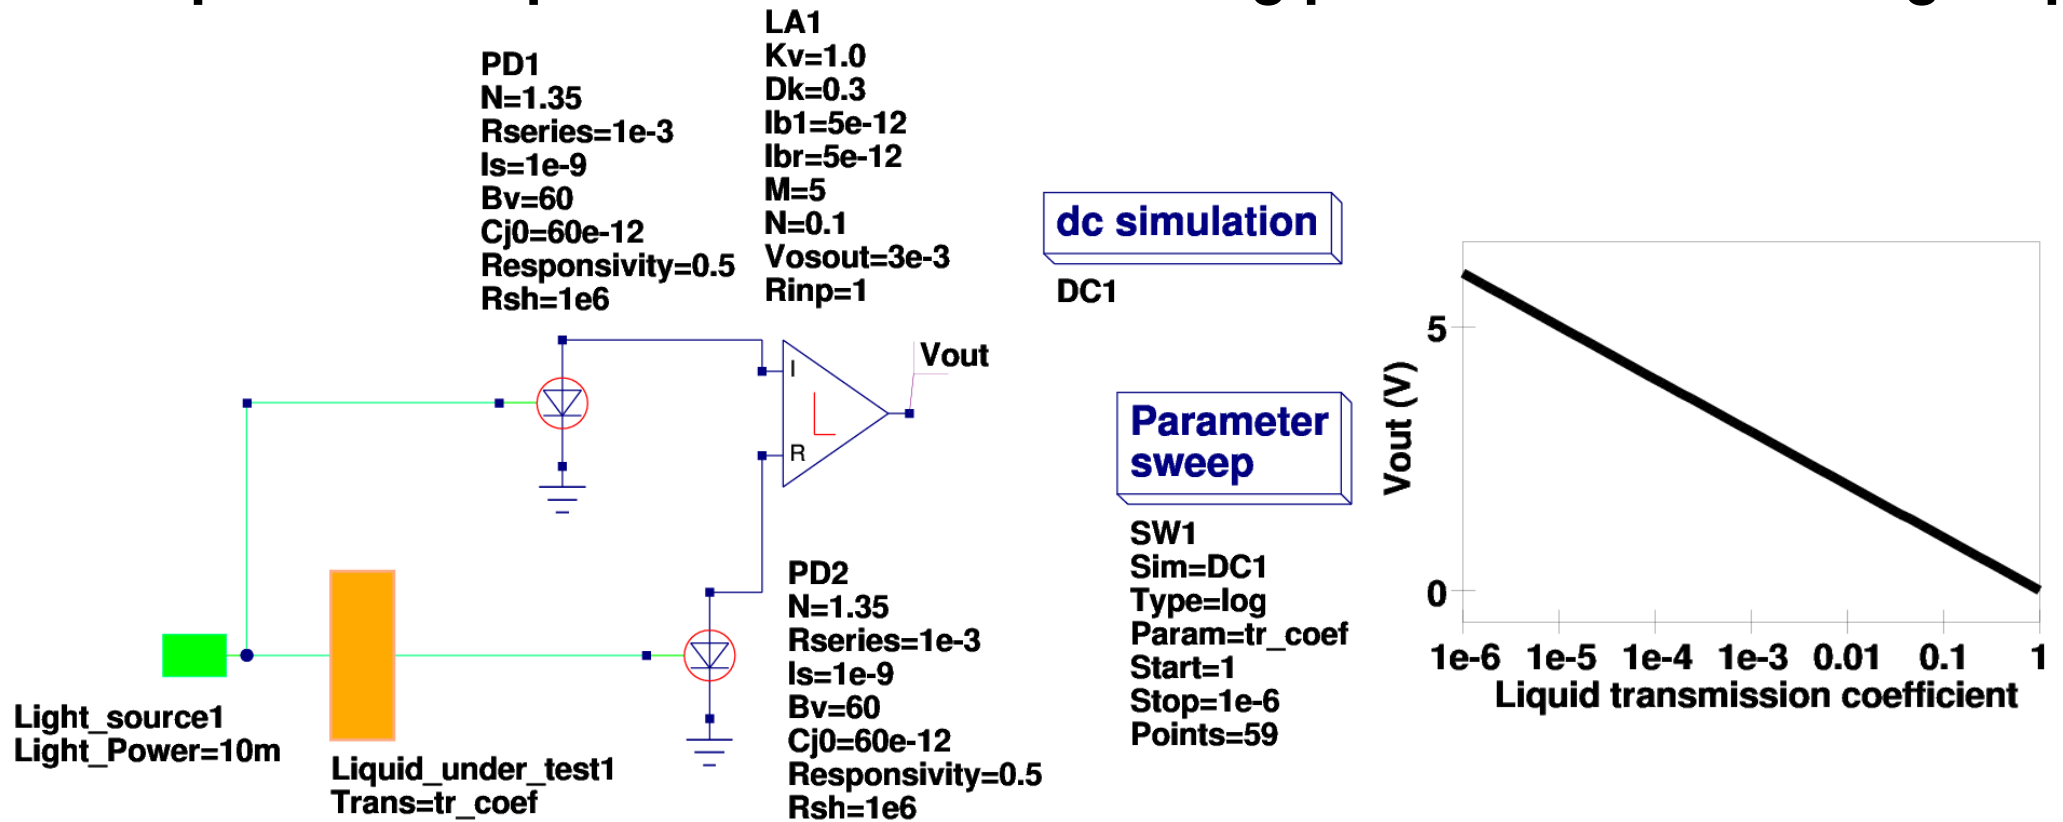 LA1
Kv=1.0
Dk=0.3
Ib1=5e-12
Ibr=5e-12
M=5
N=0.1
Vosout=3e-3
Rinp=1
PD1
N=1.35
Rseries=1e-3
Is=1e-9
Bv=60
Cj0=60e-12
Responsivity=0.5
Rsh=1e6
dc simulation
DC1
I
L
R
Vout
Parameter
sweep
SW1
Sim=DC1
Type=log
Param=tr_coef
Start=1
Stop=1e-6
Points=59
PD2
N=1.35
Rseries=1e-3
Is=1e-9
Bv=60
Cj0=60e-12
Responsivity=0.5
Rsh=1e6
Light_source1
Light_Power=10m
Liquid_under_test1
Trans=tr_coef
Vout (V)
5
0
1e-6 1e-5 1e-4 1e-3 0.01 0.1 1
Liquid transmission coefficient